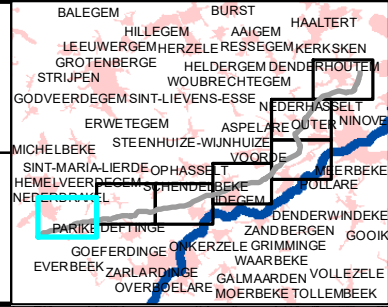 BALEGEM BURST
HAALTERT
HILLEGEM AAIGEM
LEEUWERGEM HERZELE RESSEGEM KERKSKEN
GROTENBERGE HELDERGEM DENDERHOUTEM
STRIJPEN WOUBRECHTEGEM
GODVEERDEGEM SINT-LIEVENS-ESSE
NEDERHASSELT
ERWETEGEM ASPELARE OUTER NINOVE
STEENHUIZE-WIJNHUIZE
MICHELBEKE VOORDE
SINT-MARIA-LIERDE OPHASSELT MEERBEKE
HEMELVEERDEGEM SCHENDELBEKE POLLARE
NEDERBRAKEL IDEGEM
DENDERWINDEKE
PARIKE DEFTINGE ZANDBERGEN GOOIK
GOEFERDINGE ONKERZELE GRIMMINGE
EVERBEEK WAARBEKE
ZARLARDINGE GALMAARDEN VOLLEZELE
OVERBOELARE MOERBEKE TOLLEMBEEK